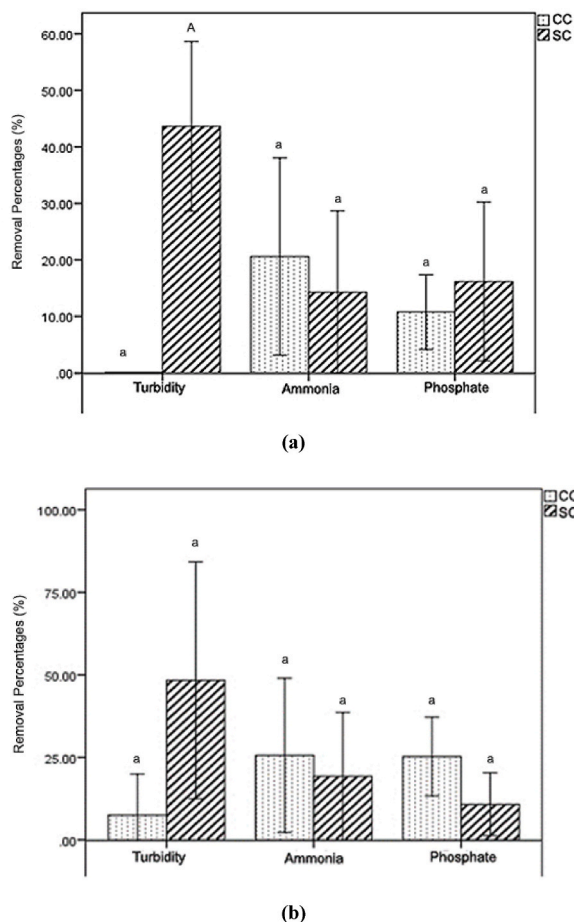 A
CC
SC
60.00
50.00
40.00
30.00
20.00
10.00
.00
Removal Percentages (%)
a
a
a
a
a
Turbidity
Ammonia
Phosphate
(a)
CC
SC
100.00
75.00
50.00
25.00
.00
Removal Percentages (%)
a
a
a
a
a
a
Turbidity
Ammonia
Phosphate
(b)